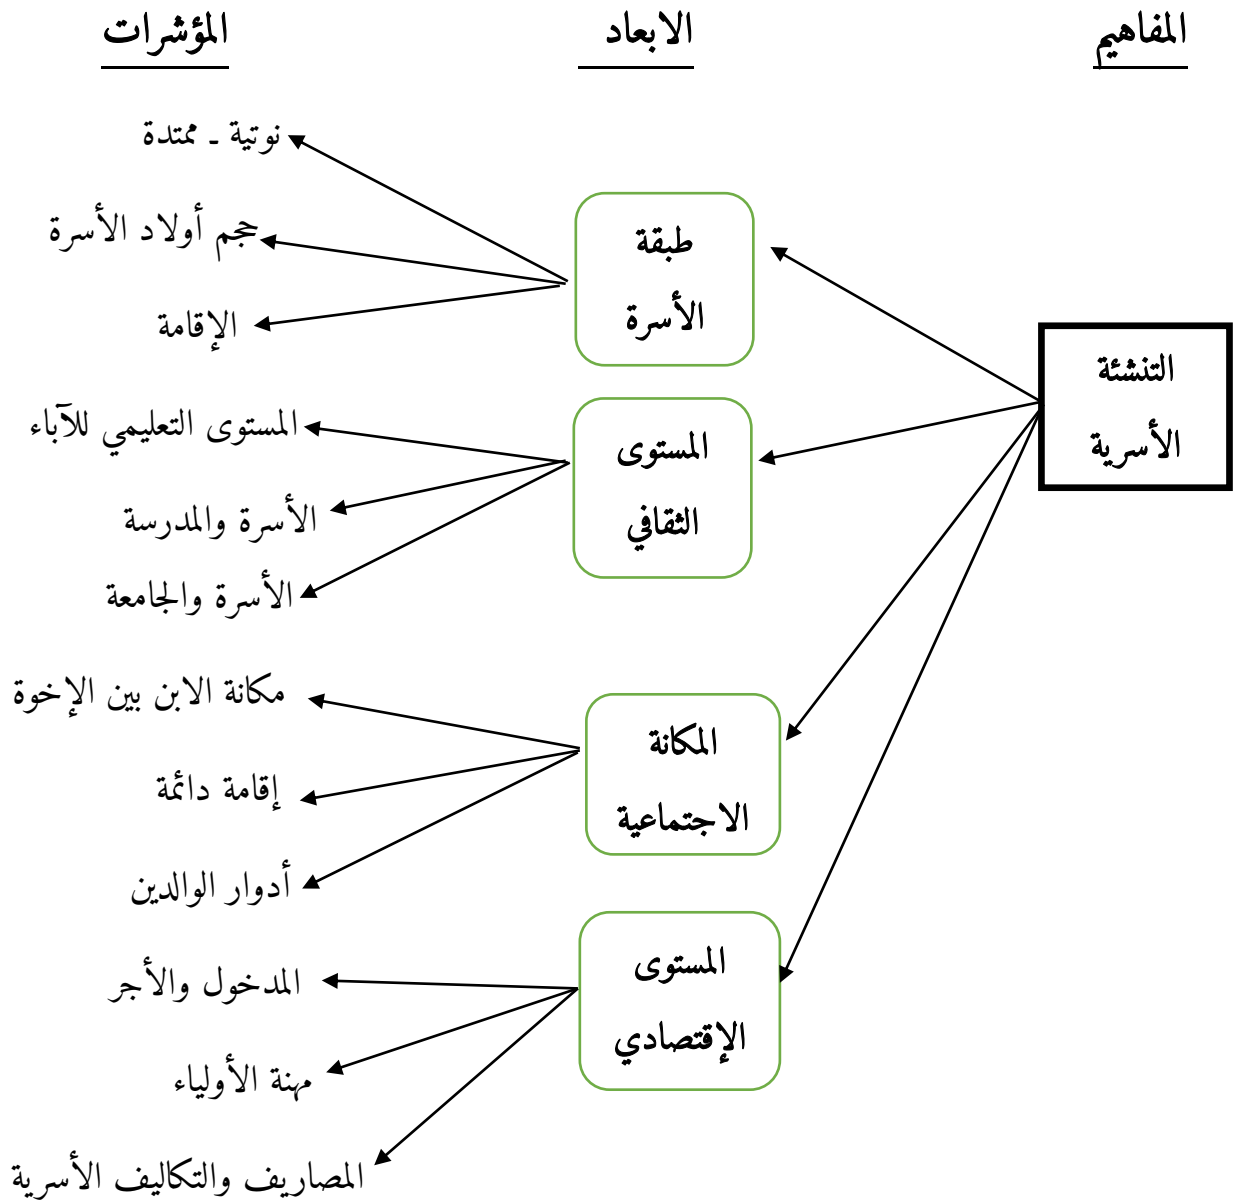 المفاهيم
الابعاد
المؤشرات
التنشئة
الأسرية
طبقة
الأسرة
نوتية ـ ممتدة
حجم أولاد الأسرة
الإقامة
المستوى
الثقافي
المستوى التعليمي للآباء
الأسرة والمدرسة
الأسرة والجامعة
المكانة
الاجتماعية
مكانة الابن بين الإخوة
إقامة دائمة
أدوار الوالدين
المستوى
الإقتصادي
المدخول والأجر
مهنة الأولياء
المصاريف والتكاليف الأسرية